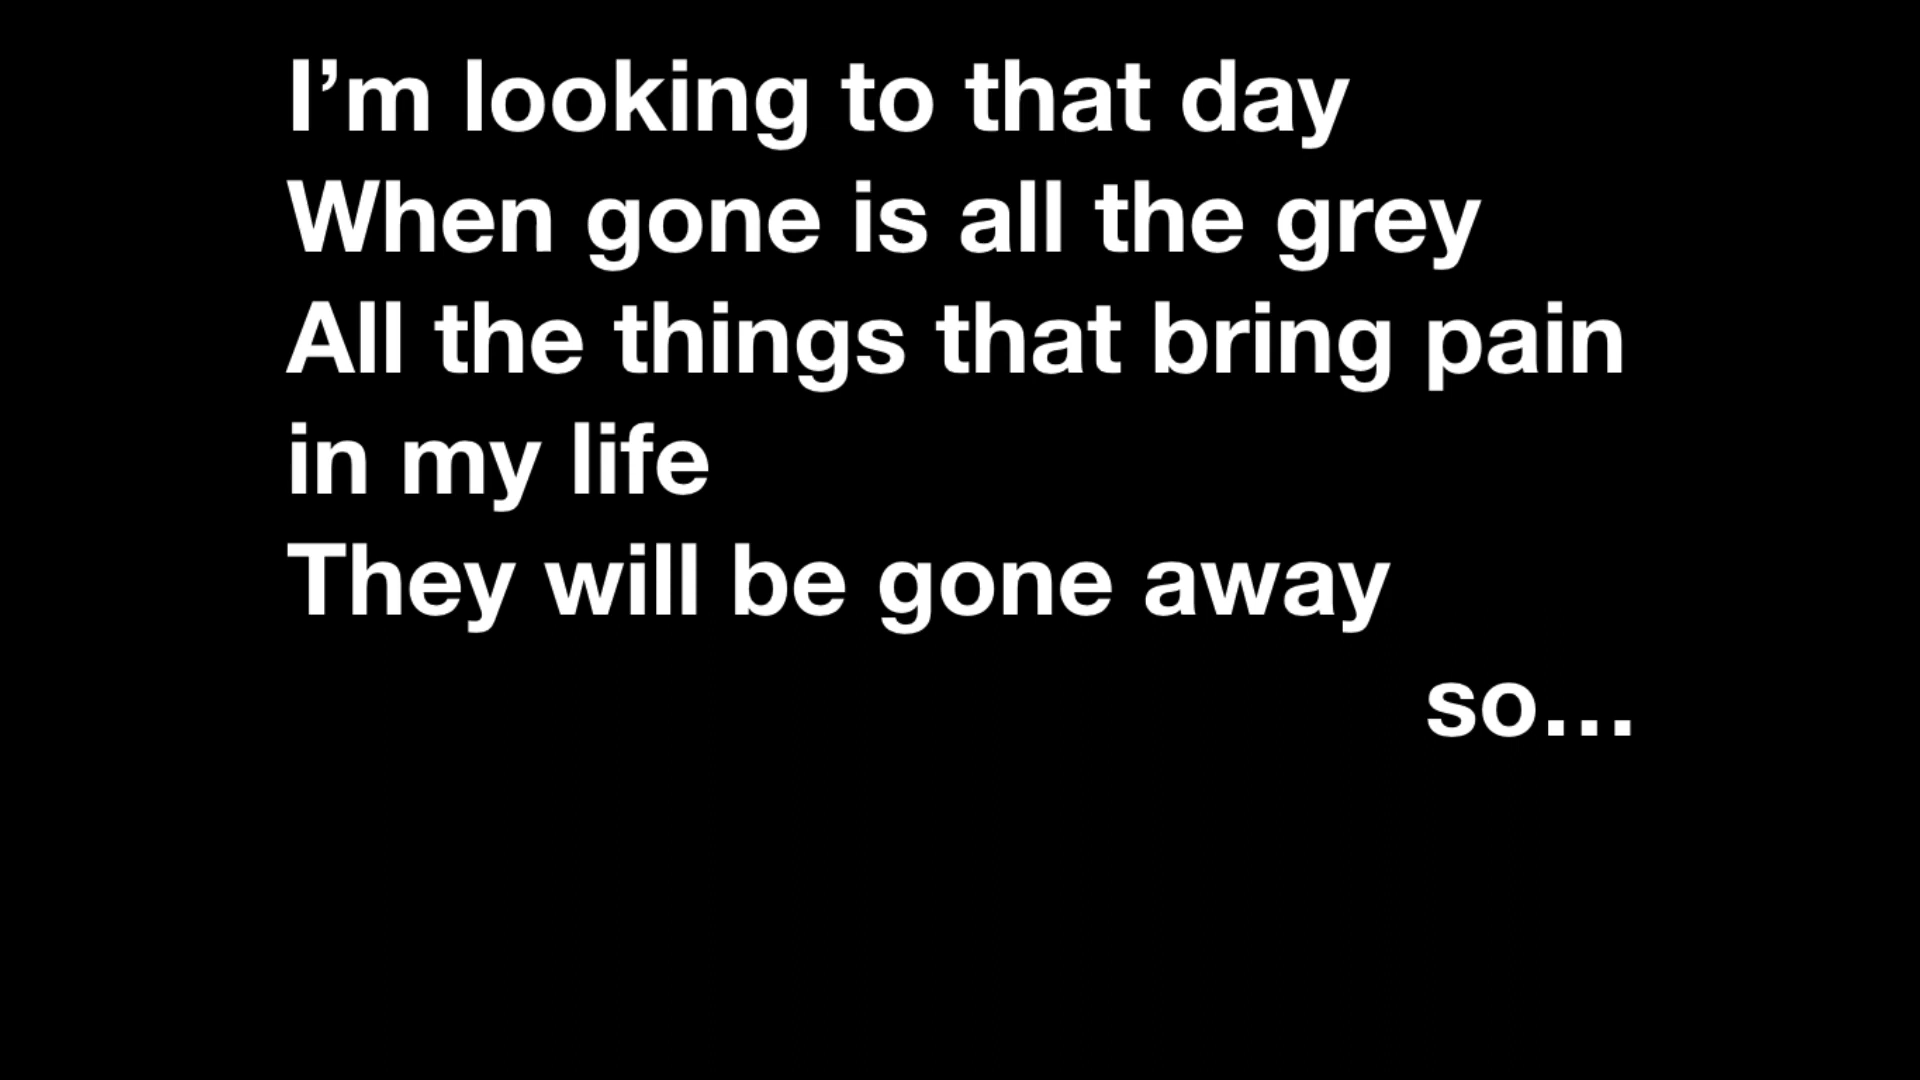 I’m looking to that day
When gone is all the grey
All the things that bring pain
in my life
They will be gone away
so…